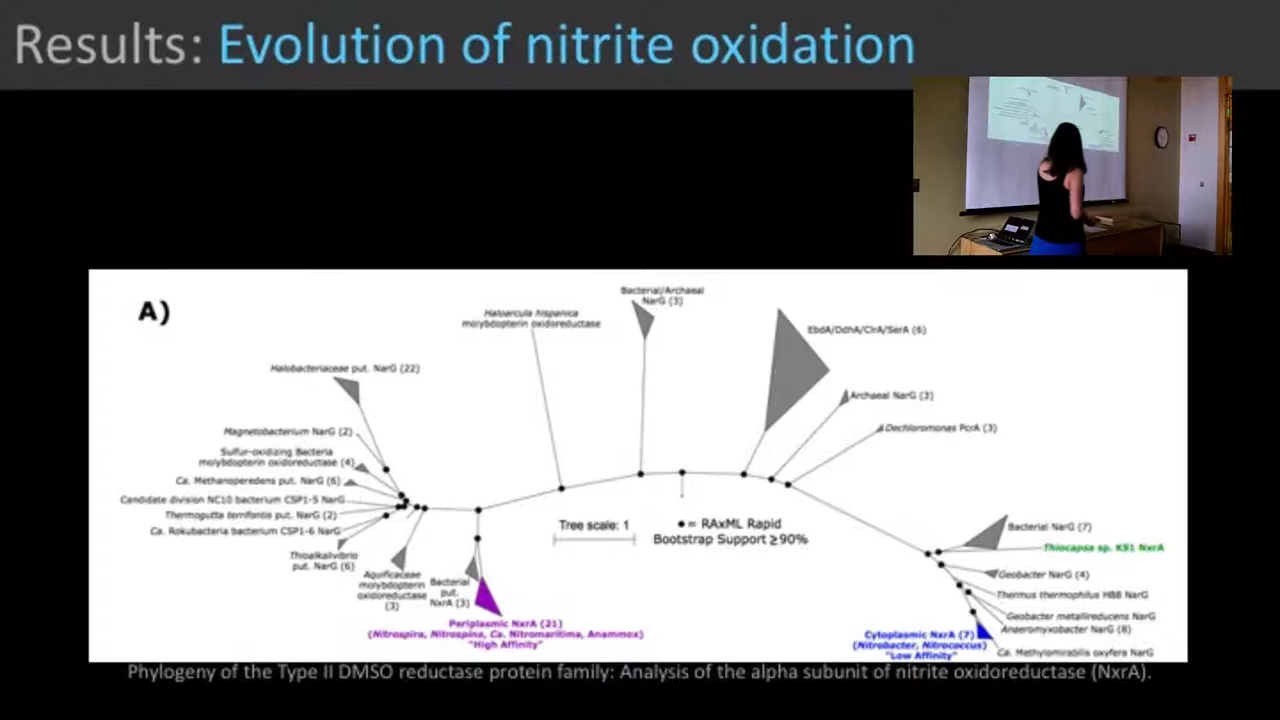 Results: Evolution of nitrite oxidation
A)
Bacterial/Archaeal
NarG (3)
Haloarcula hispanica
molybdopterin oxidoreductase
EbdA/DdhA/ClrA/SerA (6)
Halobacteriaceae put. NarG (22)
Archaeal NarG (3)
Dechloromonas PcrA (3)
Magnetobacterium NarG (2)
Sulfur-oxidizing Bacteria
molybdopterin oxidoreductase (4)
Ca. Methanoperedens put. NarG (6)
Candidate division NC10 bacterium CSP1-5 NarG
Thermogutta terrifontis put. NarG (2)
Ca. Rokubacteria bacterium CSP1-6 NarG
Thioalkalivibrio
put. NarG (6)
Aquificaceae
molybdopterin
oxidoreductase
(3)
Bacterial
put.
NxrA (3)
Tree scale: 1
● = RAxML Rapid
Bootstrap Support ≥90%
Periplasmic NxrA (21)
(Nitrospira, Nitrospina, Ca. Nitromaritima, Anammox)
"High Affinity"
Bacterial NarG (7)
Thiocapsa sp. KS1 NxrA
Geobacter NarG (4)
Thermus thermophilus HB8 NarG
Geobacter metallireducens NarG
Anaeromyxobacter NarG (8)
Ca. Methylomirabilis oxyfera NarG
Cytoplasmic NxrA (7)
(Nitrobacter, Nitrococcus)
"Low Affinity"
Phylogeny of the Type II DMSO reductase protein family: Analysis of the alpha subunit of nitrite oxidoreductase (NxrA).